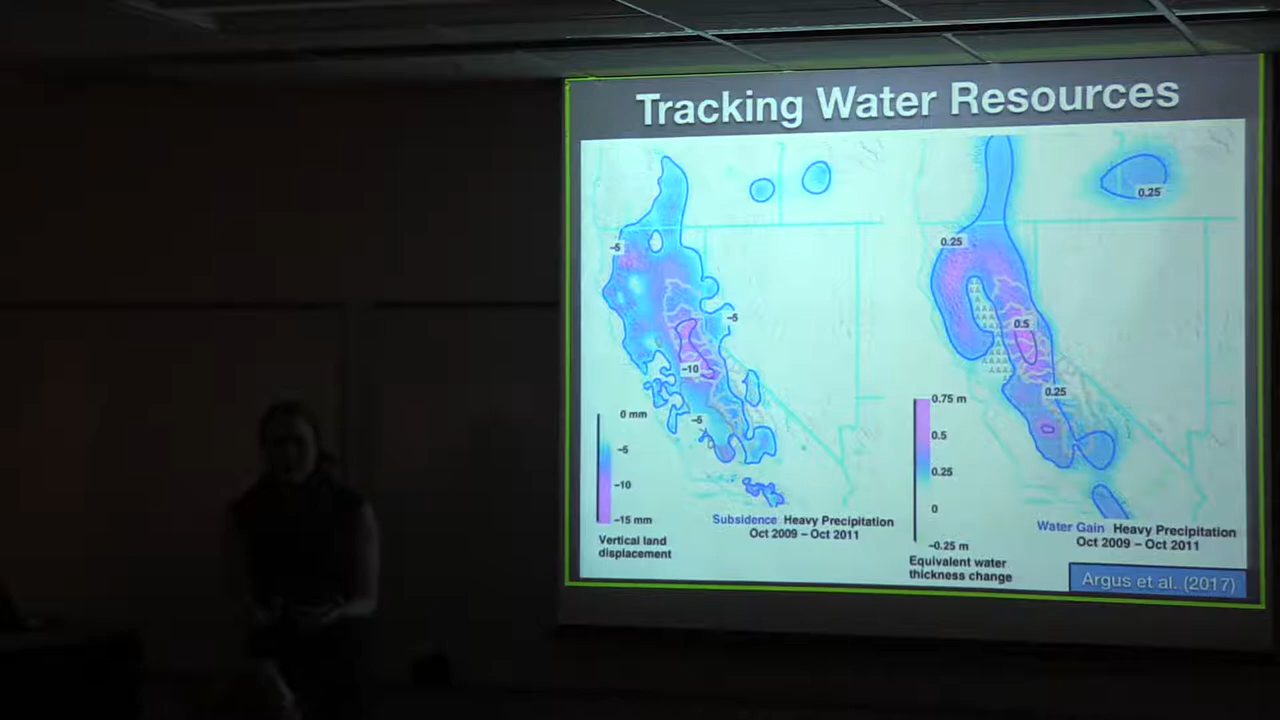 Tracking Water Resources
0.25
−5
0.25
−5
0.5
−10
0.25
−5
0 mm
−5
−10
−15 mm
Vertical land
displacement
Subsidence Heavy Precipitation
Oct 2009 – Oct 2011
0.75 m
0.5
0.25
0
−0.25 m
Equivalent water
thickness change
Water Gain Heavy Precipitation
Oct 2009 – Oct 2011
Argus et al. (2017)